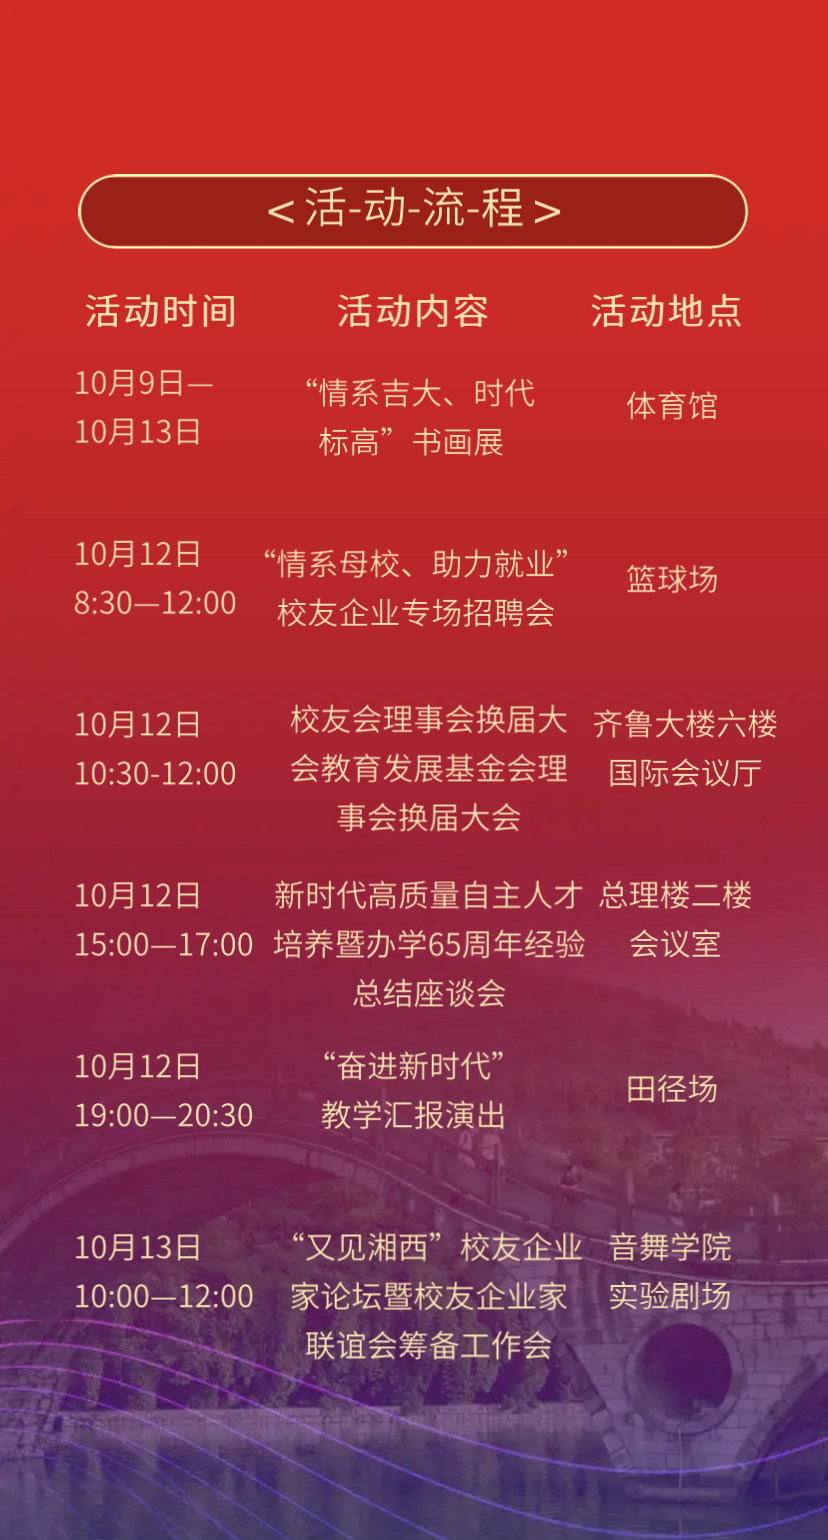 <活-动-流-程>
活动时间 活动内容 活动地点
10月9日—
10月13日
“情系吉大、时代
标高”书画展
体育馆
10月12日
8:30—12:00
“情系母校、助力就业”
校友企业专场招聘会
篮球场
10月12日
10:30-12:00
校友会理事会换届大
会教育发展基金会理
事会换届大会
齐鲁大楼六楼
国际会议厅
10月12日
15:00—17:00
新时代高质量自主人才
培养暨办学65周年经验
总结座谈会
总理楼二楼
会议室
10月12日
19:00—20:30
“奋进新时代”
教学汇报演出
田径场
10月13日
10:00—12:00
“又见湘西”校友企业
家论坛暨校友企业家
联谊会筹备工作会
音舞学院
实验剧场